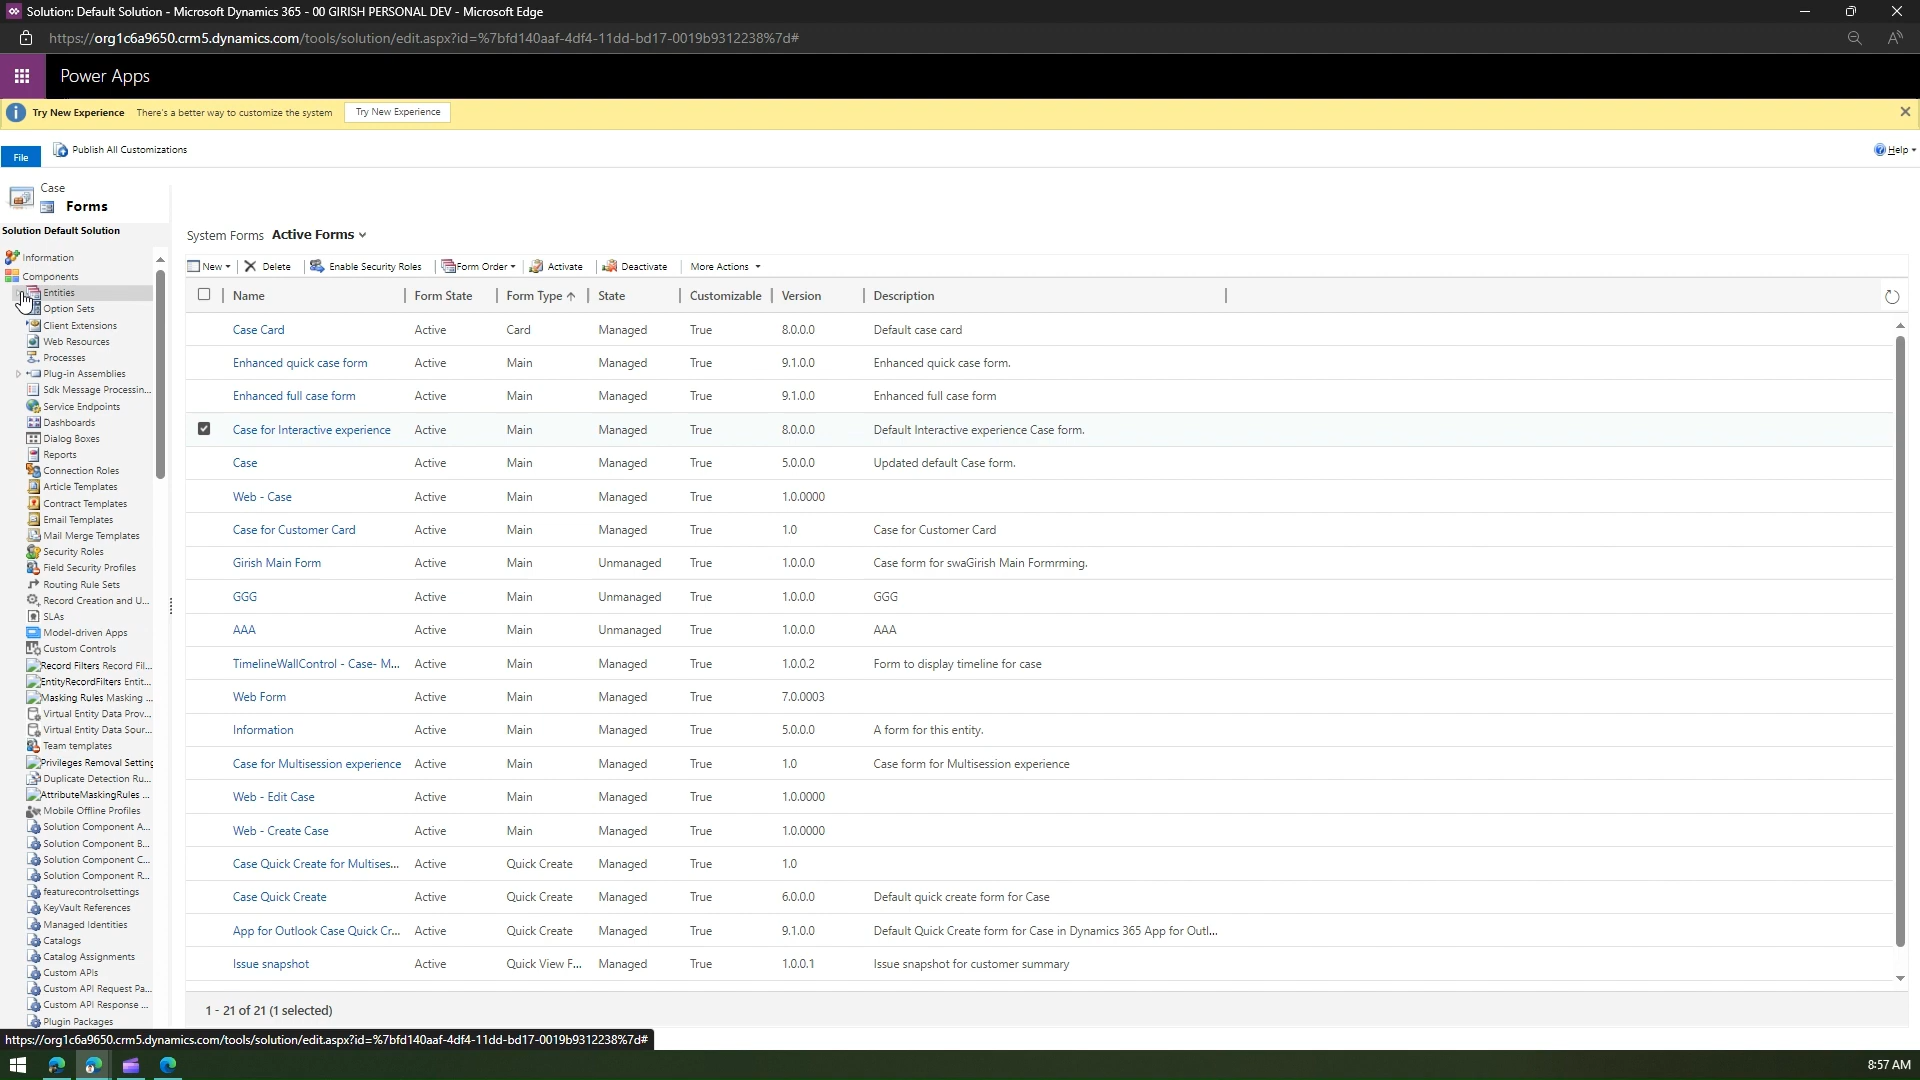 Solution: Default Solution - Microsoft Dynamics 365 - 00 GIRISH PERSONAL DEV - Microsoft Edge
https://org1c6a9650.crm5.dynamics.com/tools/solution/edit.aspx?id=%7bfd140aaf-4df4-11dd-bd17-0019b9312238%7d#
Power Apps
Try New Experience There's a better way to customize the system Try New Experience
File Publish All Customizations Help
Case
Forms
Solution Default Solution
Information
Components
Entities
Option Sets
Client Extensions
Web Resources
Processes
Plug-in Assemblies
Sdk Message Processin...
Service Endpoints
Dashboards
Dialog Boxes
Reports
Connection Roles
Article Templates
Contract Templates
Email Templates
Mail Merge Templates
Security Roles
Field Security Profiles
Routing Rule Sets
Record Creation and U...
SLAs
Model-driven Apps
Custom Controls
Record Filters Record Fil...
EntityRecordFilters Entit...
Masking Rules Masking ...
Virtual Entity Data Prov...
Virtual Entity Data Sour...
Team templates
Privileges Removal Setting
Duplicate Detection Ru...
AttributeMaskingRules ...
Mobile Offline Profiles
Solution Component A...
Solution Component B...
Solution Component C...
Solution Component R...
featurecontrolsettings
KeyVault References
Managed Identities
Catalogs
Catalog Assignments
Custom APIs
Custom API Request Pa...
Custom API Response ...
Plugin Packages
System Forms Active Forms
New Delete Enable Security Roles Form Order Activate Deactivate More Actions
Name Form State Form Type State Customizable Version Description
Case Card Active Card Managed True 8.0.0.0 Default case card
Enhanced quick case form Active Main Managed True 9.1.0.0 Enhanced quick case form.
Enhanced full case form Active Main Managed True 9.1.0.0 Enhanced full case form
Case for Interactive experience Active Main Managed True 8.0.0.0 Default Interactive experience Case form.
Case Active Main Managed True 5.0.0.0 Updated default Case form.
Web - Case Active Main Managed True 1.0.0000
Case for Customer Card Active Main Managed True 1.0 Case for Customer Card
Girish Main Form Active Main Unmanaged True 1.0.0.0 Case form for swaGirish Main Formrming.
GGG Active Main Unmanaged True 1.0.0.0 GGG
AAA Active Main Unmanaged True 1.0.0.0 AAA
TimelineWallControl - Case- M... Active Main Managed True 1.0.0.2 Form to display timeline for case
Web Form Active Main Managed True 7.0.0003
Information Active Main Managed True 5.0.0.0 A form for this entity.
Case for Multisession experience Active Main Managed True 1.0 Case form for Multisession experience
Web - Edit Case Active Main Managed True 1.0.0000
Web - Create Case Active Main Managed True 1.0.0000
Case Quick Create for Multises... Active Quick Create Managed True 1.0
Case Quick Create Active Quick Create Managed True 6.0.0.0 Default quick create form for Case
App for Outlook Case Quick Cr... Active Quick Create Managed True 9.1.0.0 Default Quick Create form for Case in Dynamics 365 App for Outl...
Issue snapshot Active Quick View F... Managed True 1.0.0.1 Issue snapshot for customer summary
1 - 21 of 21 (1 selected)
https://org1c6a9650.crm5.dynamics.com/tools/solution/edit.aspx?id=%7bfd140aaf-4df4-11dd-bd17-0019b9312238%7d#
8:57 AM